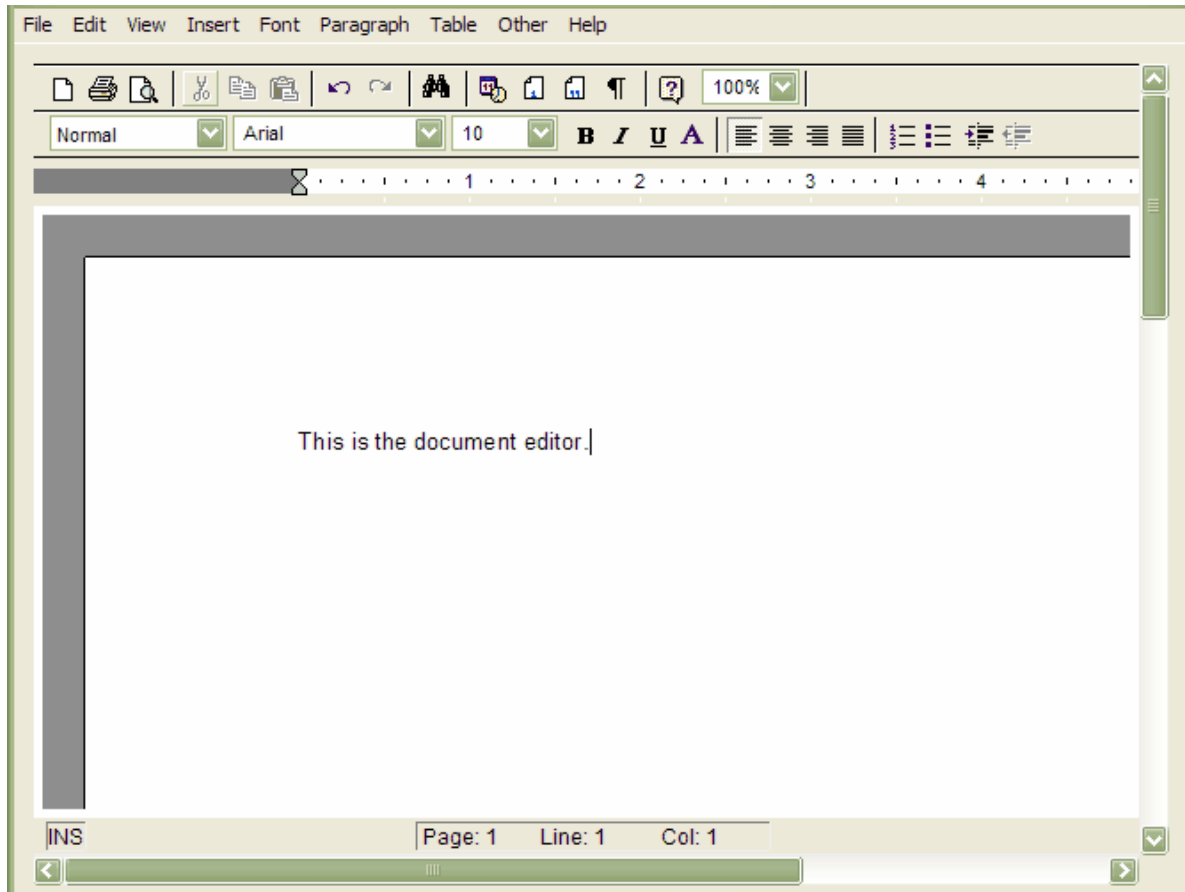 File Edit View Insert Font Paragraph Table Other Help
100%
Normal Arial 10 B I U A
1 2 3 4
This is the document editor.
INS Page: 1 Line: 1 Col: 1